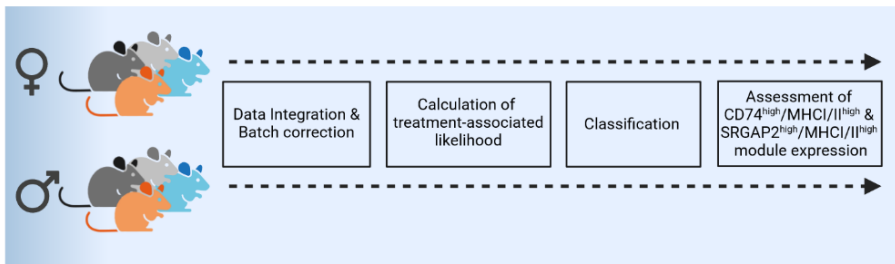 Data Integration &
Batch correction
Calculation of
treatment-associated
likelihood
Classification
Assessment of
CD74high/MHCI/IIhigh &
SRGAP2high/MHCI/IIhigh
module expression